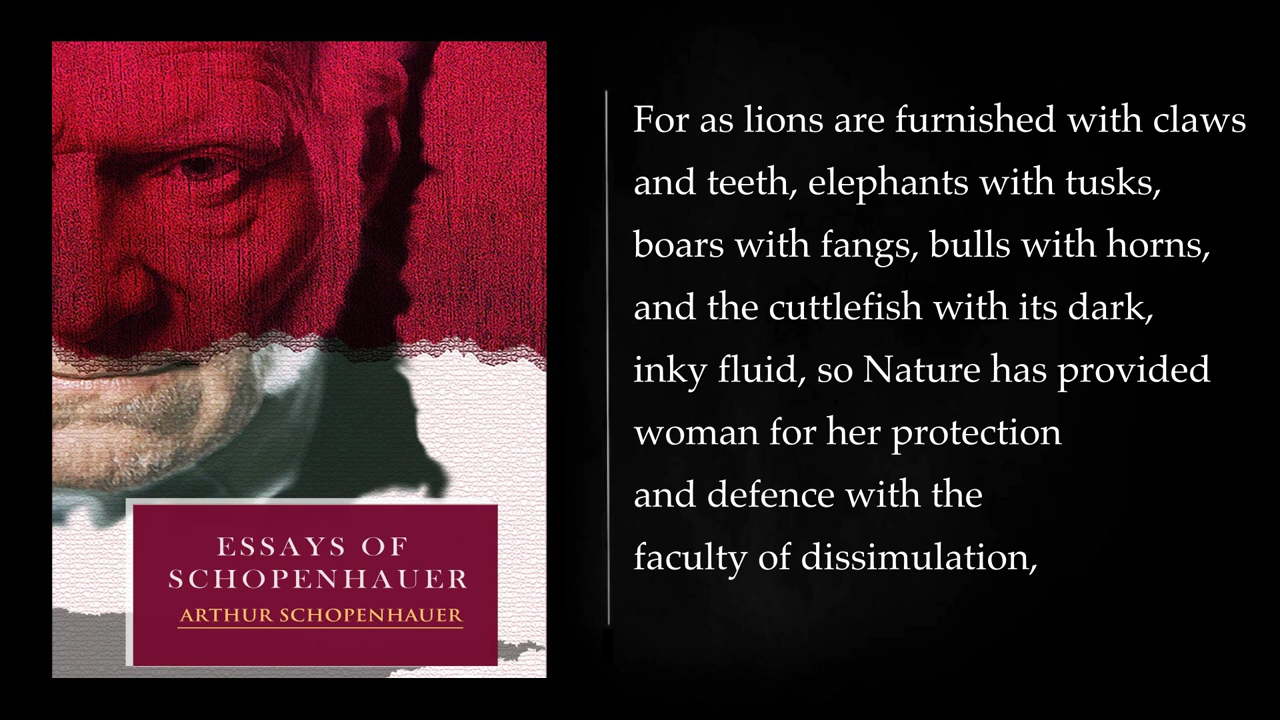 ESSAYS OF
SCHOPENHAUER
ARTHUR SCHOPENHAUER
For as lions are furnished with claws
and teeth, elephants with tusks,
boars with fangs, bulls with horns,
and the cuttlefish with its dark,
inky fluid, so Nature has provided
woman for her protection
and defence with the
faculty of dissimulation,